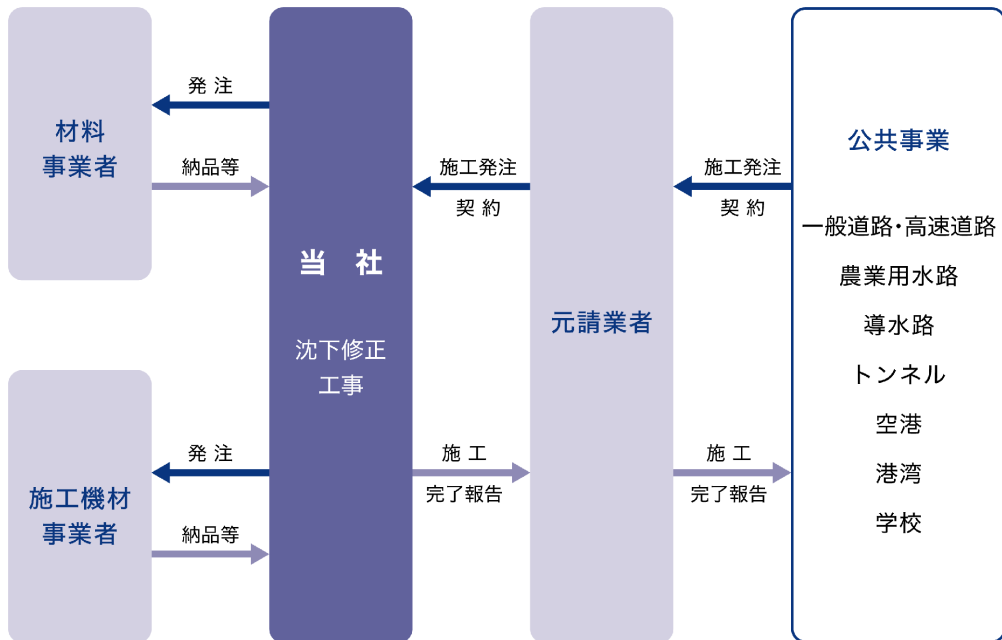 発 注
材料
事業者
納品等
発 注
施工機材
事業者
納品等
当 社
沈下修正
工事
施工発注
契 約
施 工
完了報告
元請業者
施工発注
契 約
施 工
完了報告
公共事業
一般道路・高速道路
農業用水路
導水路
トンネル
空港
港湾
学校